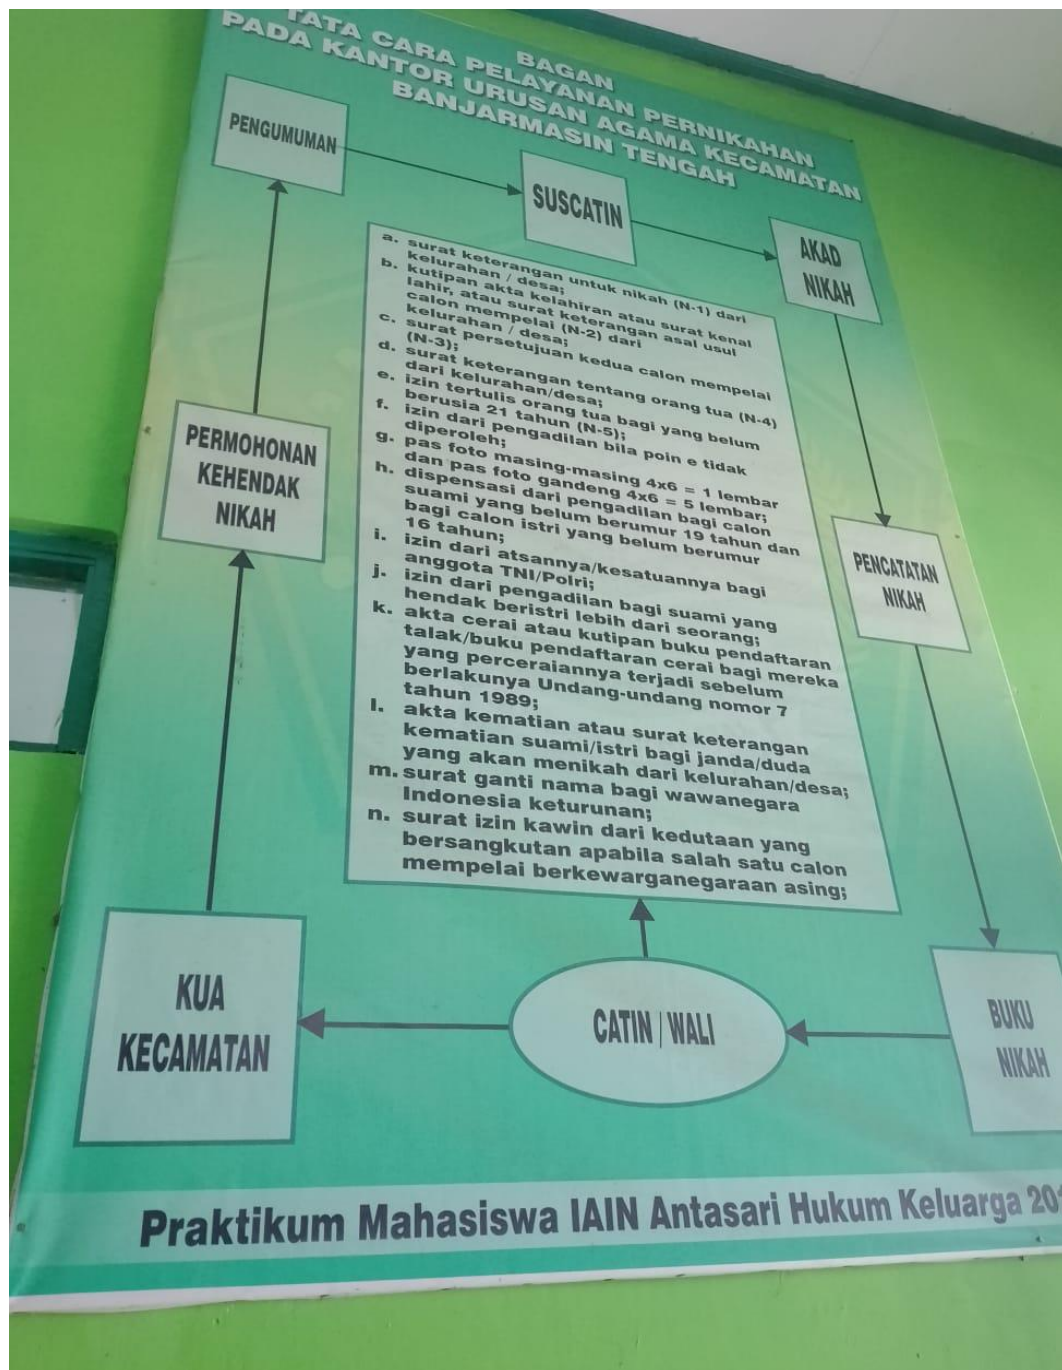 BAGAN
TATA CARA PELAYANAN PERNIKAHAN
PADA KANTOR URUSAN AGAMA KECAMATAN
BANJARMASIN TENGAH
PENGUMUMAN
SUSCATIN
AKAD
NIKAH
a. surat keterangan untuk nikah (N-1) dari
kelurahan / desa;
b. kutipan akta kelahiran atau surat kenal
lahir, atau surat keterangan asal usul
calon mempelai (N-2) dari
kelurahan / desa;
c. surat persetujuan kedua calon mempelai
(N-3);
d. surat keterangan tentang orang tua (N-4)
dari kelurahan/desa;
e. izin tertulis orang tua bagi yang belum
berusia 21 tahun (N-5);
f. izin dari pengadilan bila poin e tidak
diperoleh;
g. pas foto masing-masing 4x6 = 1 lembar
dan pas foto gandeng 4x6 = 5 lembar;
h. dispensasi dari pengadilan bagi calon
suami yang belum berumur 19 tahun dan
bagi calon istri yang belum berumur
16 tahun;
i. izin dari atsannya/kesatuannya bagi
anggota TNI/Polri;
j. izin dari pengadilan bagi suami yang
hendak beristri lebih dari seorang;
k. akta cerai atau kutipan buku pendaftaran
talak/buku pendaftaran cerai bagi mereka
yang perceraiannya terjadi sebelum
berlakunya Undang-undang nomor 7
tahun 1989;
l. akta kematian atau surat keterangan
kematian suami/istri bagi janda/duda
yang akan menikah dari kelurahan/desa;
m. surat ganti nama bagi wawanegara
Indonesia keturunan;
n. surat izin kawin dari kedutaan yang
bersangkutan apabila salah satu calon
mempelai berkewarganegaraan asing;
PERMOHONAN
KEHENDAK
NIKAH
PENCATATAN
NIKAH
KUA
KECAMATAN
CATIN / WALI
BUKU
NIKAH
Praktikum Mahasiswa IAIN Antasari Hukum Keluarga